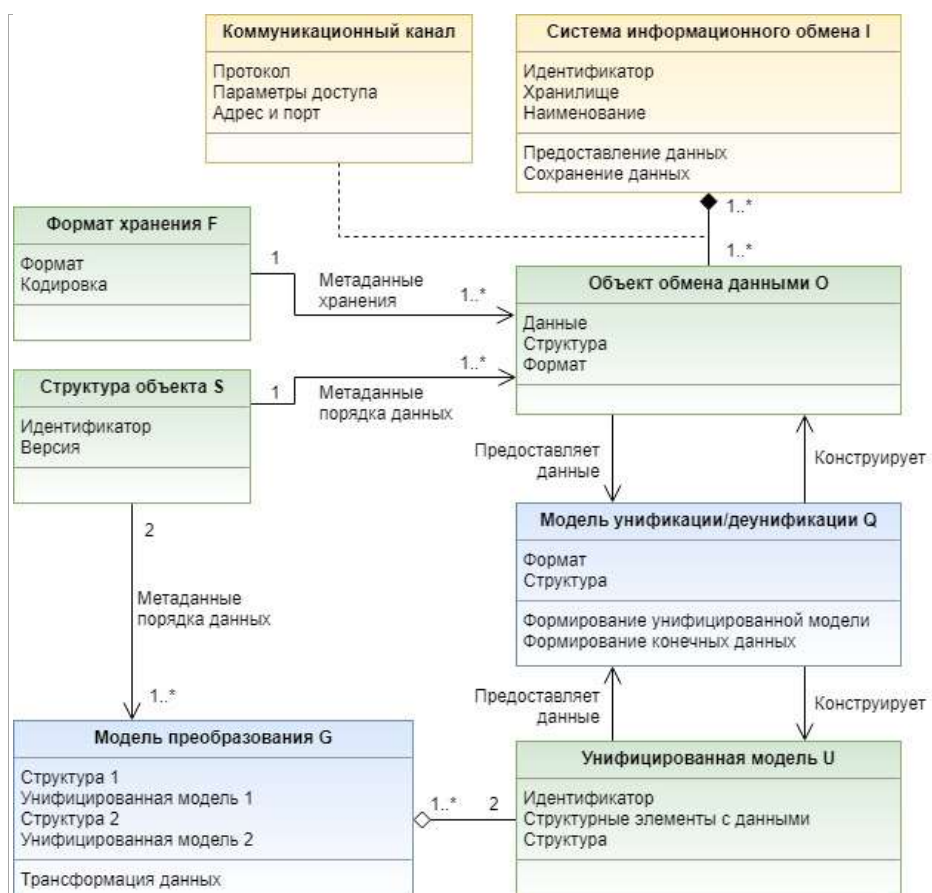 Коммуникационный канал
Протокол
Параметры доступа
Адрес и порт
Система информационного обмена I
Идентификатор
Хранилище
Наименование
Предоставление данных
Сохранение данных
1..*
1..*
Формат хранения F
Формат
Кодировка
1
Метаданные
хранения
1..*
Объект обмена данными O
Данные
Структура
Формат
Структура объекта S
Идентификатор
Версия
1
Метаданные
порядка данных
1..*
Предоставляет
данные
Конструирует
2
Метаданные
порядка данных
1..*
Модель унификации/деунификации Q
Формат
Структура
Формирование унифицированной модели
Формирование конечных данных
Предоставляет
данные
Конструирует
Модель преобразования G
Структура 1
Унифицированная модель 1
Структура 2
Унифицированная модель 2
Трансформация данных
1..*
2
Унифицированная модель U
Идентификатор
Структурные элементы с данными
Структура